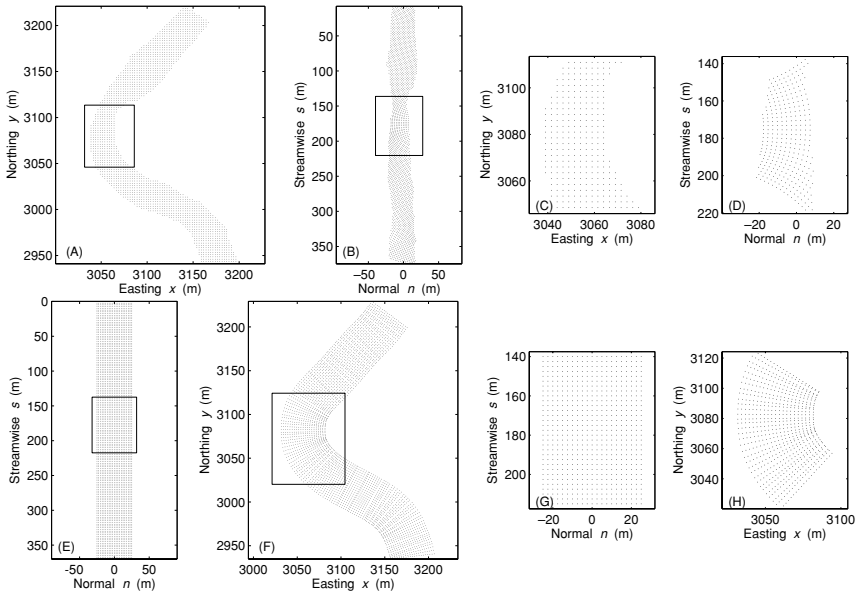 3200
3150
3100
3050
3000
2950
Northing y (m)
(A)
3050 3100 3150 3200
Easting x (m)
0
50
100
150
200
250
300
350
Streamwise s (m)
(B)
−50 0 50
Normal n (m)
3100
3080
3060
Northing y (m)
(C)
3040 3060 3080
Easting x (m)
140
160
180
200
220
Streamwise s (m)
(D)
−20 0 20
Normal n (m)
0
50
100
150
200
250
300
350
Streamwise s (m)
(E)
-50 0 50
Normal n (m)
3200
3150
3100
3050
3000
2950
Northing y (m)
(F)
3000 3050 3100 3150 3200
Easting x (m)
140
160
180
200
Streamwise s (m)
(G)
−20 0 20
Normal n (m)
3120
3100
3080
3060
3040
Northing y (m)
(H)
3050 3100
Easting x (m)